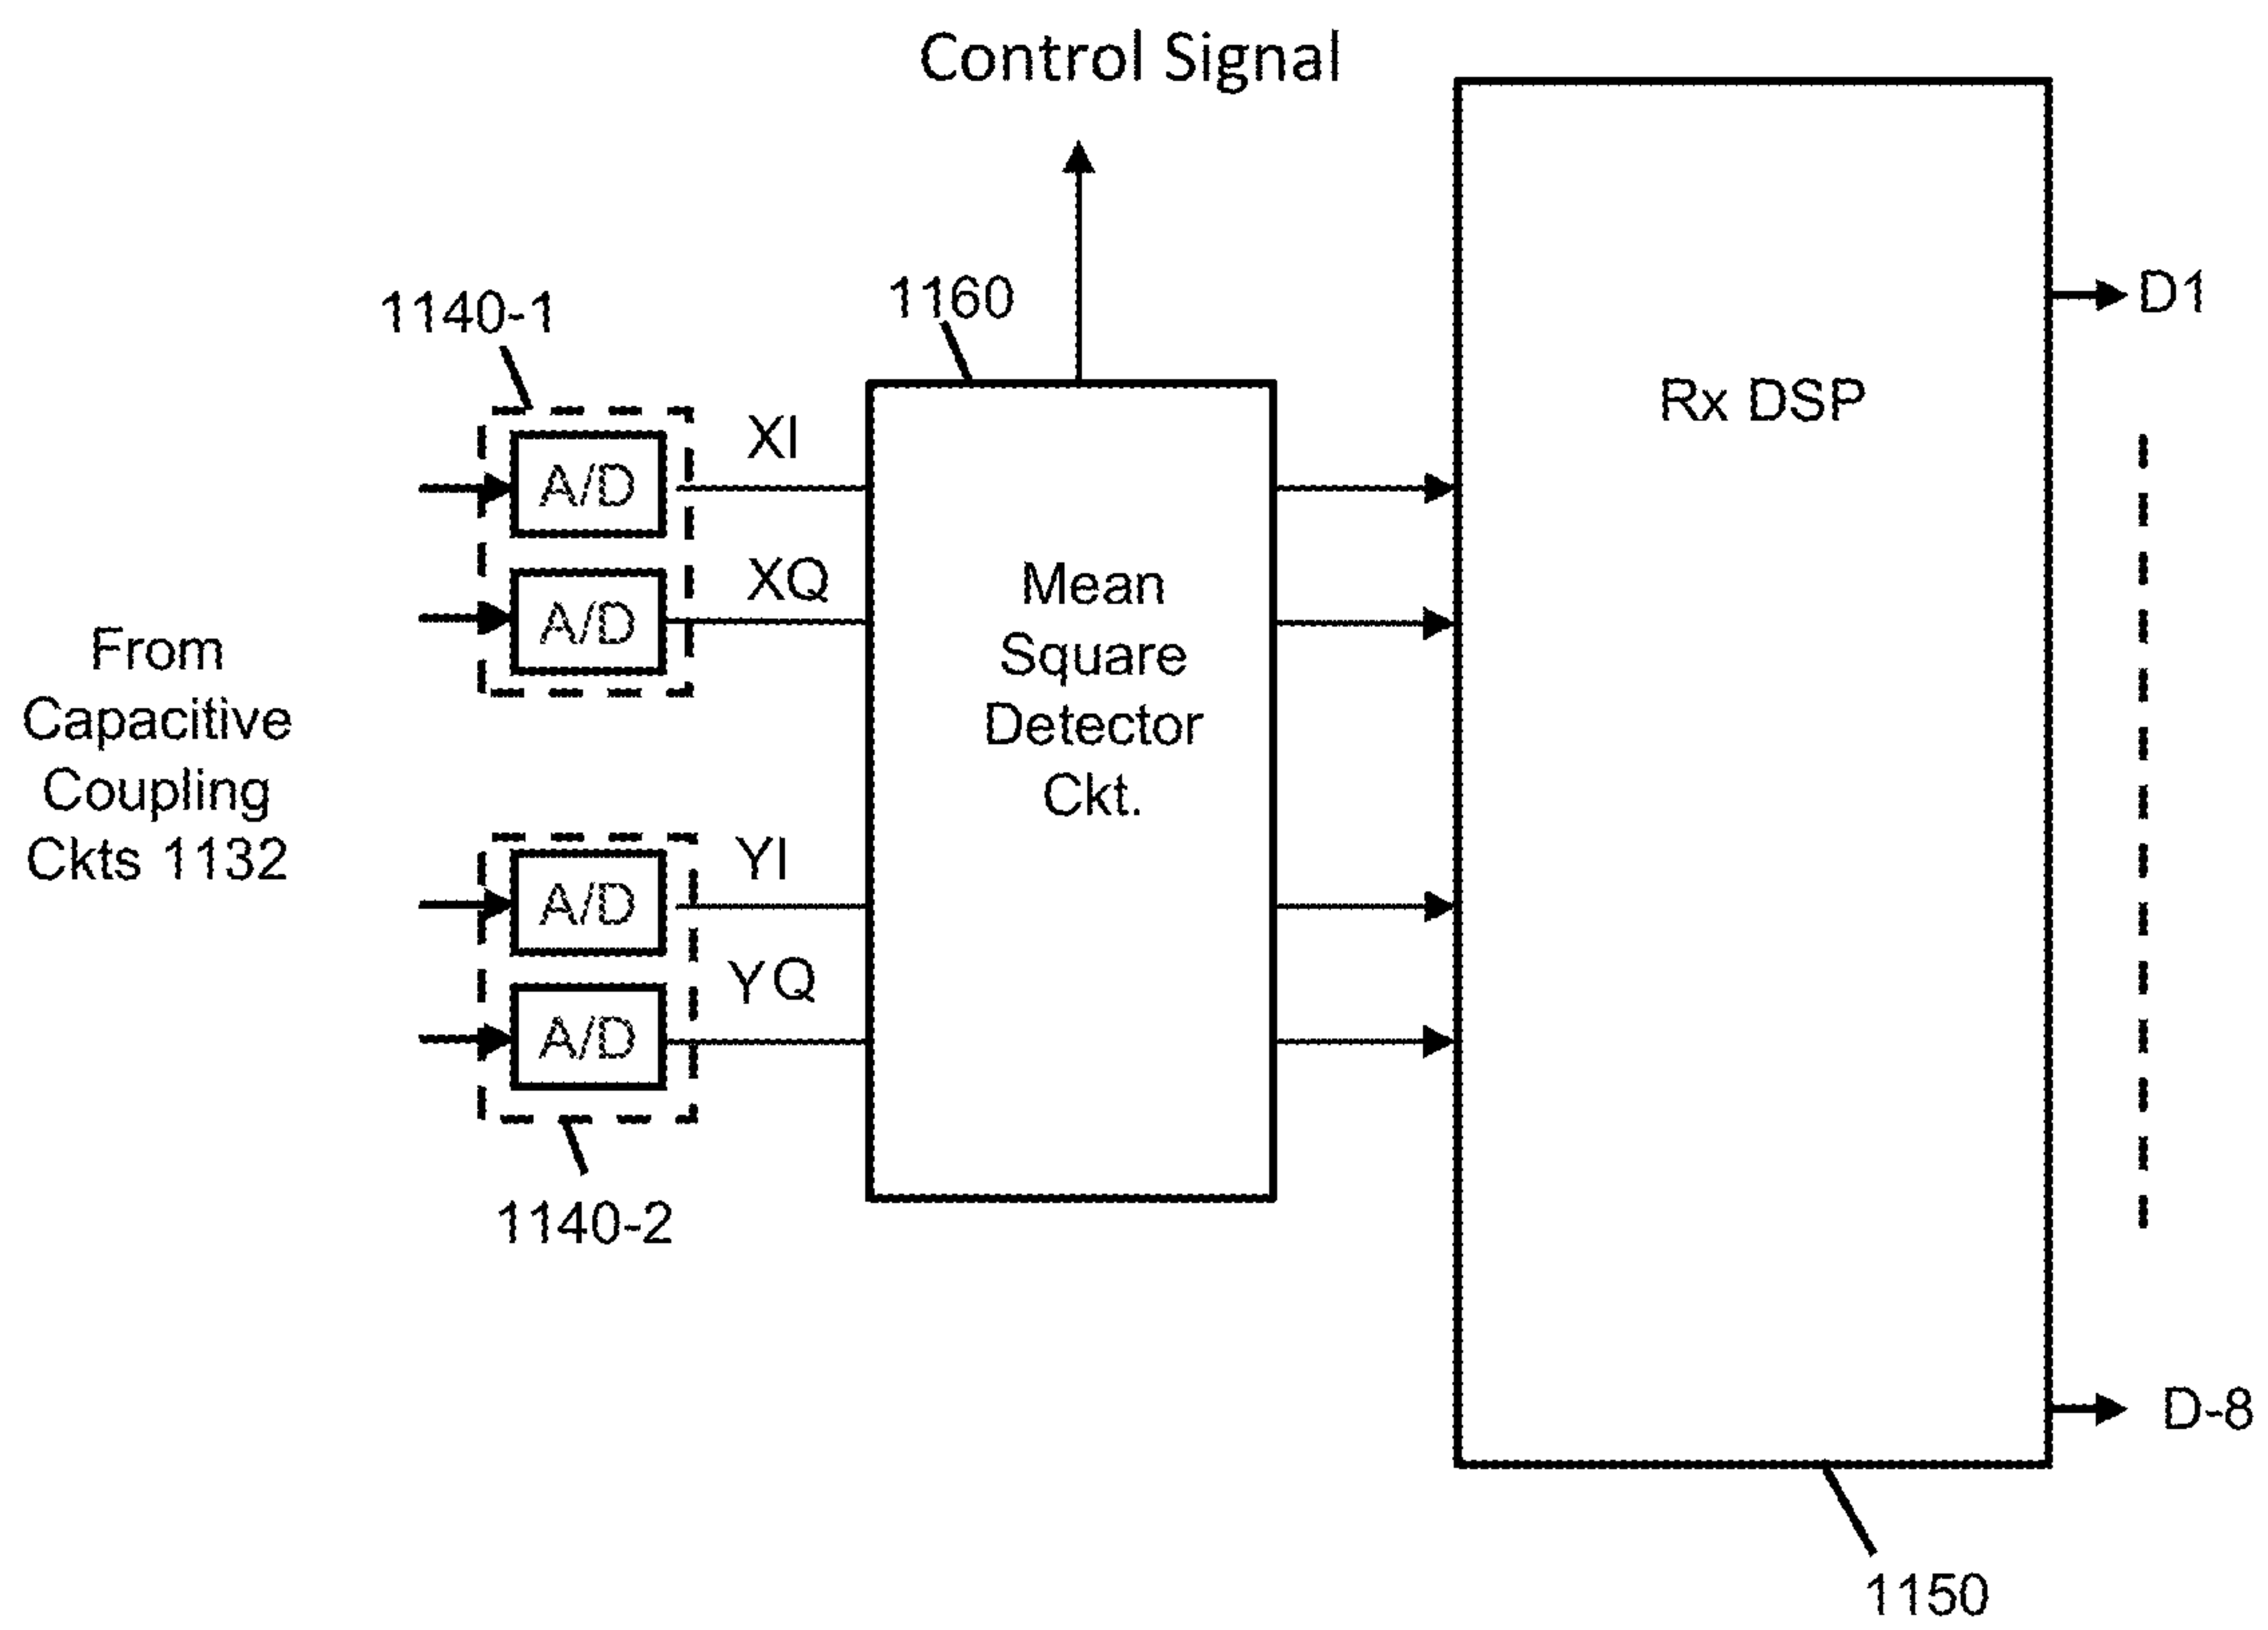 Control Signal
1140-1
1160
D1
Rx DSP
XI
A/D
XQ
A/D
Mean
Square
Detector
Ckt.
From
Capacitive
Coupling
Ckts 1132
YI
A/D
YQ
A/D
1140-2
D-8
1150